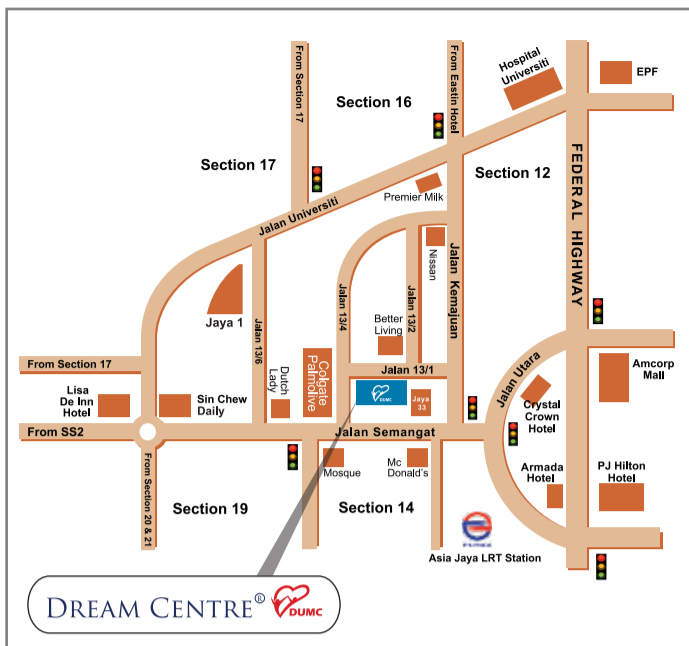 From Section 17
From Eastin Hotel
Hospital
Universiti
EPF
Section 16
Section 17
Section 12
FEDERAL HIGHWAY
Premier Milk
Jalan Universiti
Nissan
Jalan Kemajuan
Jaya 1
Jalan 13/6
Jalan 13/4
Jalan 13/2
Better
Living
Jalan 13/1
Jalan Utara
From Section 17
Dutch
Lady
Colgate
Palmolive
Amcorp
Mall
Lisa
De Inn
Hotel
Sin Chew
Daily
DUMC
Jaya
33
Crystal
Crown
Hotel
From SS2
Jalan Semangat
From Section 20 & 21
Mosque
Mc
Donald's
Armada
Hotel
PJ Hilton
Hotel
Section 19
Section 14
Asia Jaya LRT Station
DREAM CENTRE® DUMC